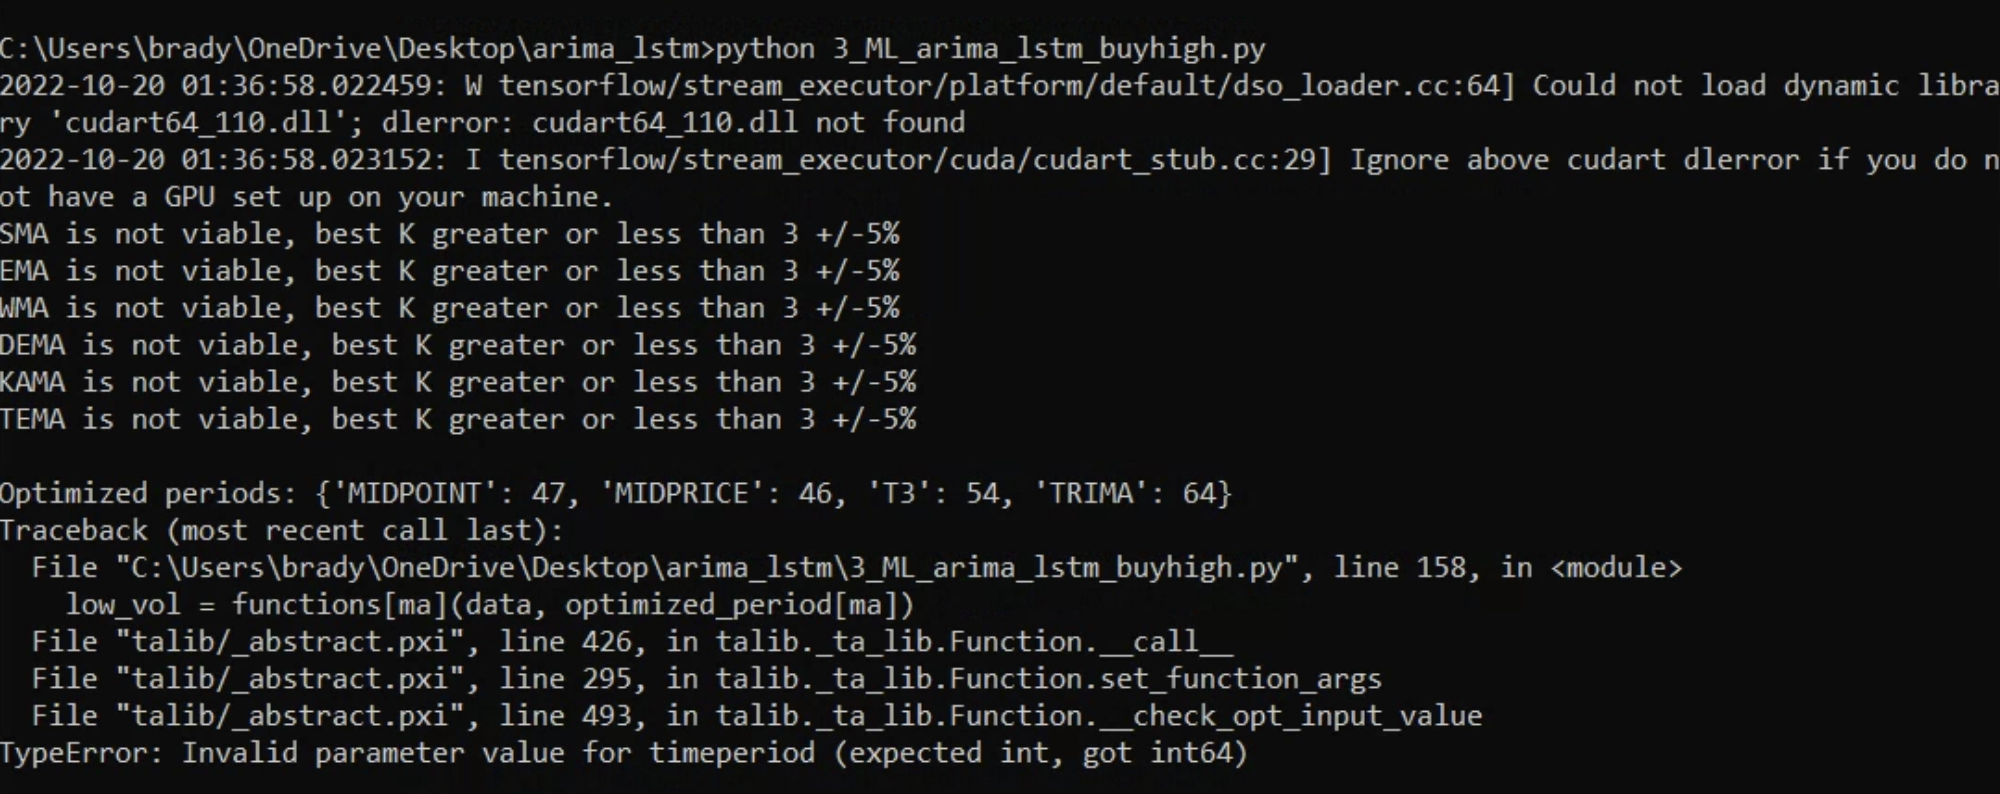 C:\Users\brady\OneDrive\Desktop\arima_lstm>python 3_ML_arima_lstm_buyhigh.py
2022-10-20 01:36:58.022459: W tensorflow/stream_executor/platform/default/dso_loader.cc:64] Could not load dynamic libra
ry 'cudart64_110.dll'; dlerror: cudart64_110.dll not found
2022-10-20 01:36:58.023152: I tensorflow/stream_executor/cuda/cudart_stub.cc:29] Ignore above cudart dlerror if you do n
ot have a GPU set up on your machine.
SMA is not viable, best K greater or less than 3 +/-5%
EMA is not viable, best K greater or less than 3 +/-5%
WMA is not viable, best K greater or less than 3 +/-5%
DEMA is not viable, best K greater or less than 3 +/-5%
KAMA is not viable, best K greater or less than 3 +/-5%
TEMA is not viable, best K greater or less than 3 +/-5%
Optimized periods: {'MIDPOINT': 47, 'MIDPRICE': 46, 'T3': 54, 'TRIMA': 64}
Traceback (most recent call last):
  File "C:\Users\brady\OneDrive\Desktop\arima_lstm\3_ML_arima_lstm_buyhigh.py", line 158, in <module>
    low_vol = functions[ma](data, optimized_period[ma])
  File "talib/_abstract.pxi", line 426, in talib._ta_lib.Function.__call__
  File "talib/_abstract.pxi", line 295, in talib._ta_lib.Function.set_function_args
  File "talib/_abstract.pxi", line 493, in talib._ta_lib.Function.__check_opt_input_value
TypeError: Invalid parameter value for timeperiod (expected int, got int64)